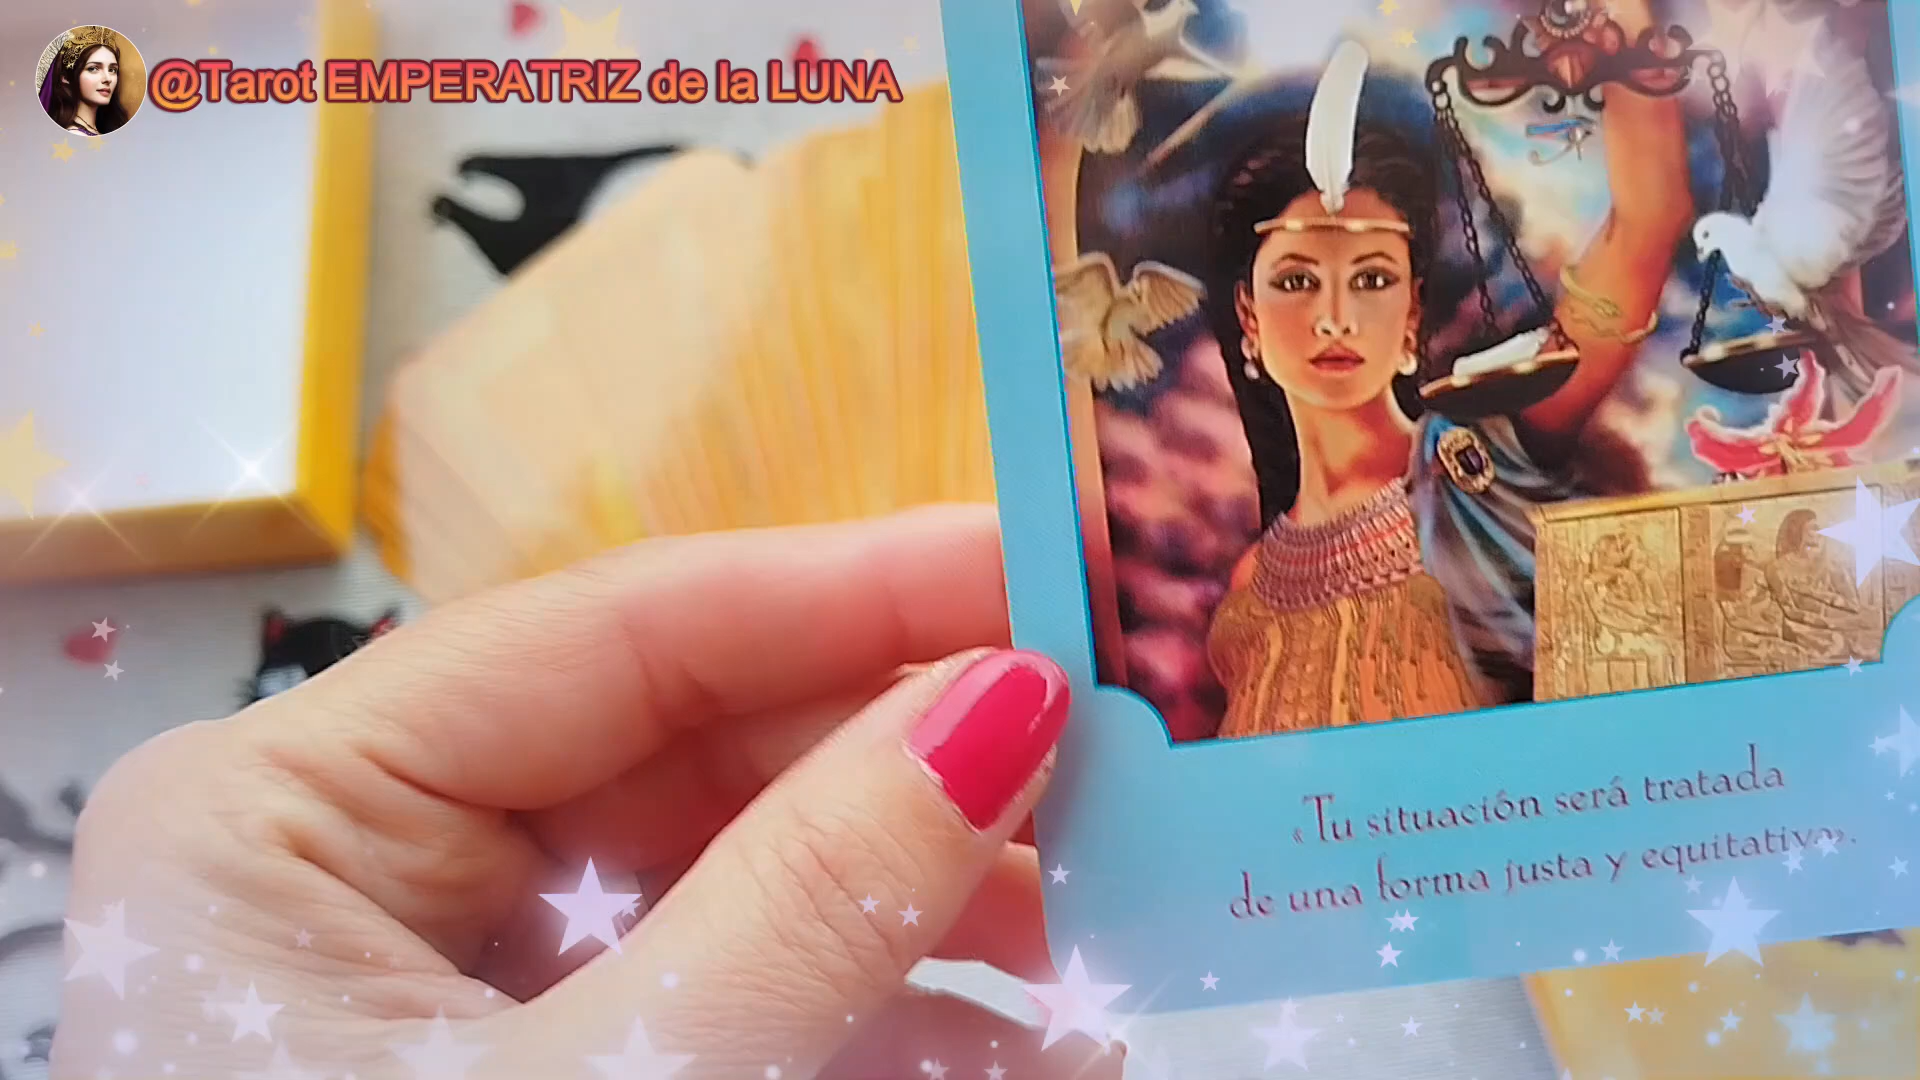 @Tarot EMPERATRIZ de la LUNA
«Tu situación será tratada
de una forma justa y equitativa».